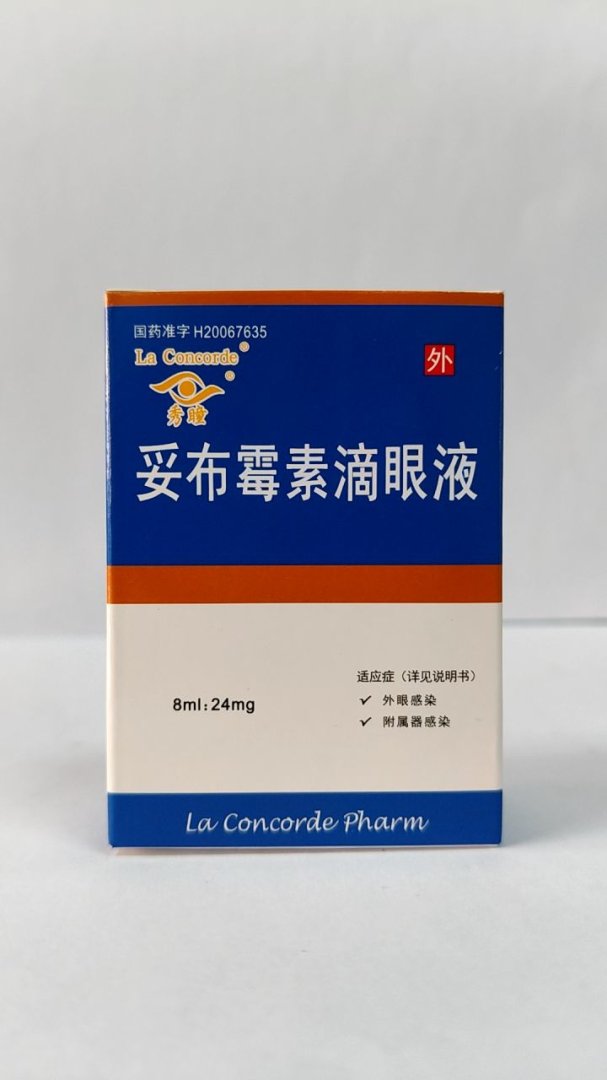 国药准字 H20067635
La Concorde®
外
®
秀瞳
妥布霉素滴眼液
适应症（详见说明书）
8ml:24mg
✓ 外眼感染
✓ 附属器感染
La Concorde Pharm